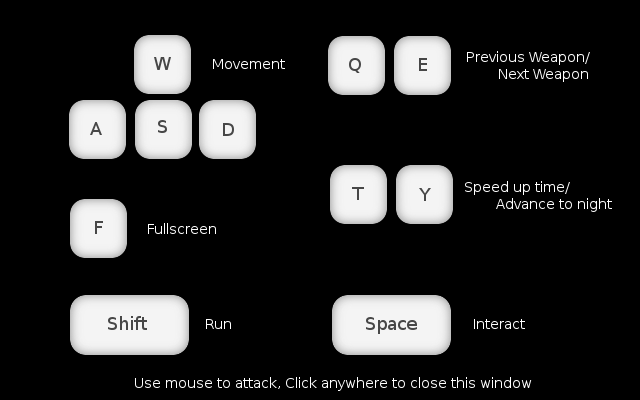 W
Movement
A
S
D
F
Fullscreen
Shift
Run
Q
E
Previous Weapon/
Next Weapon
T
Y
Speed up time/
Advance to night
Space
Interact
Use mouse to attack, Click anywhere to close this window